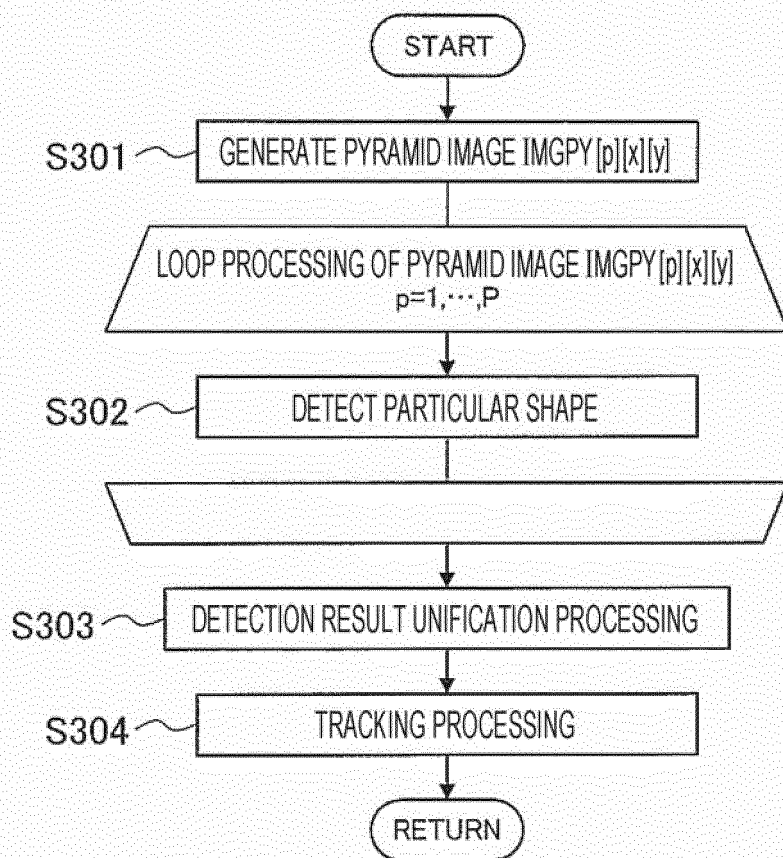 START
S301
GENERATE PYRAMID IMAGE IMGPY[p][x][y]
LOOP PROCESSING OF PYRAMID IMAGE IMGPY[p][x][y]
p=1,⋯,P
S302
DETECT PARTICULAR SHAPE
S303
DETECTION RESULT UNIFICATION PROCESSING
S304
TRACKING PROCESSING
RETURN